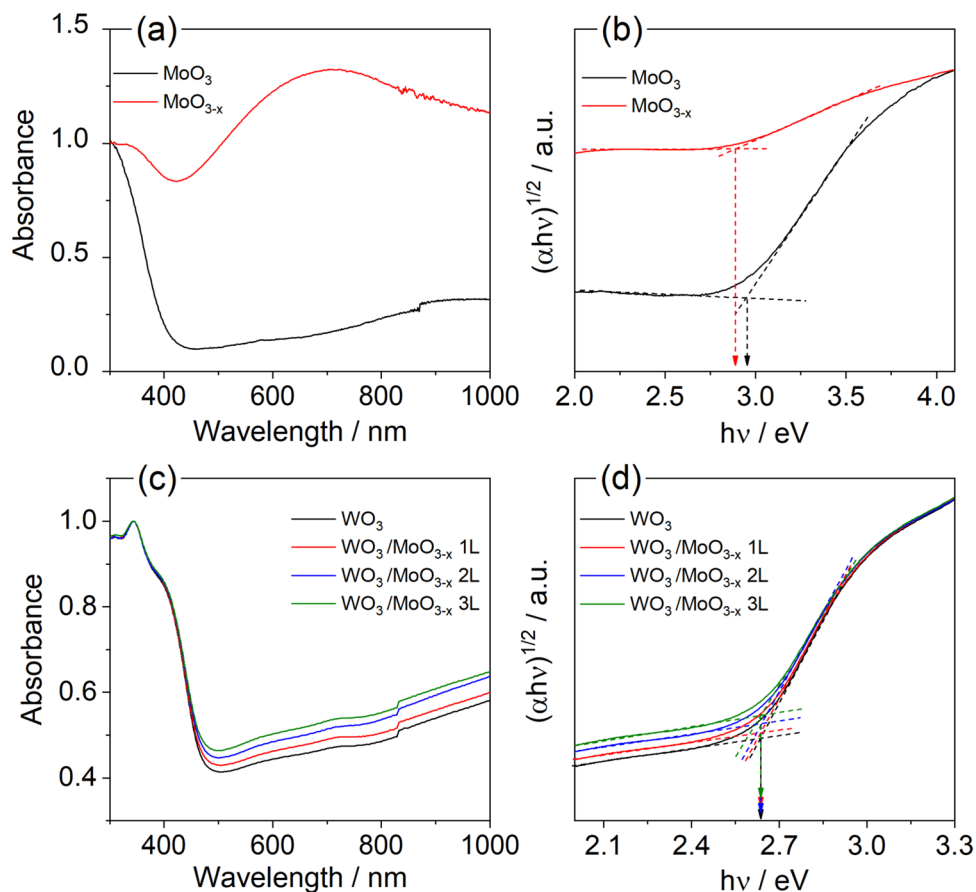 (a)
MoO₃
MoO₃₋ₓ
1.5
1.0
0.5
0.0
Absorbance
400 600 800 1000
Wavelength / nm
(b)
MoO₃
MoO₃₋ₓ
(αhν)¹ᐟ² / a.u.
2.0 2.5 3.0 3.5 4.0
hν / eV
(c)
WO₃
WO₃ /MoO₃₋ₓ 1L
WO₃ /MoO₃₋ₓ 2L
WO₃ /MoO₃₋ₓ 3L
1.0
0.8
0.6
0.4
Absorbance
400 600 800 1000
Wavelength / nm
(d)
WO₃
WO₃ /MoO₃₋ₓ 1L
WO₃ /MoO₃₋ₓ 2L
WO₃ /MoO₃₋ₓ 3L
(αhν)¹ᐟ² / a.u.
2.1 2.4 2.7 3.0 3.3
hν / eV